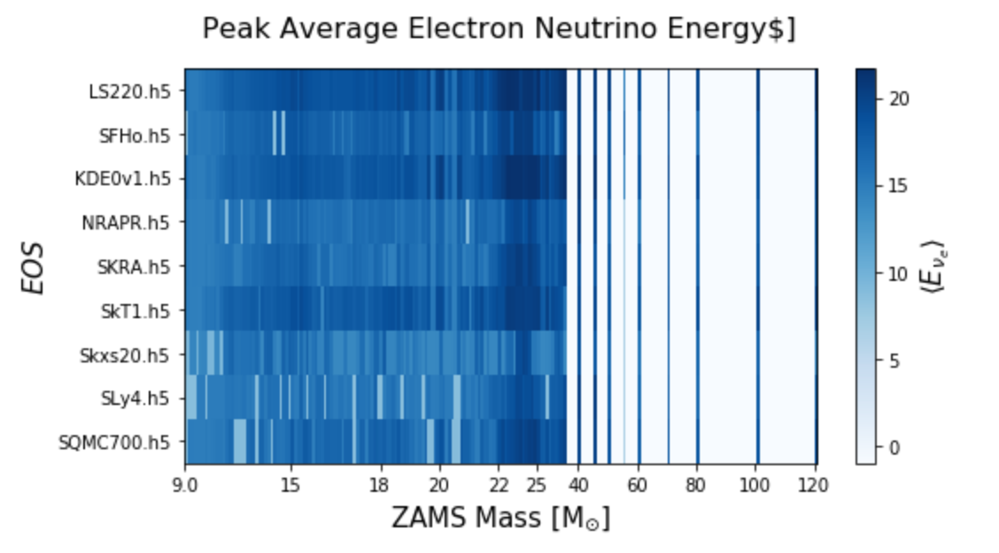 Peak Average Electron Neutrino Energy$]
LS220.h5
SFHo.h5
KDE0v1.h5
NRAPR.h5
SKRA.h5
SkT1.h5
Skxs20.h5
SLy4.h5
SQMC700.h5
EOS
9.0 15 18 20 22 25 40 60 80 100 120
ZAMS Mass [M⊙]
20
15
10
5
0
⟨E_{ν_e}⟩